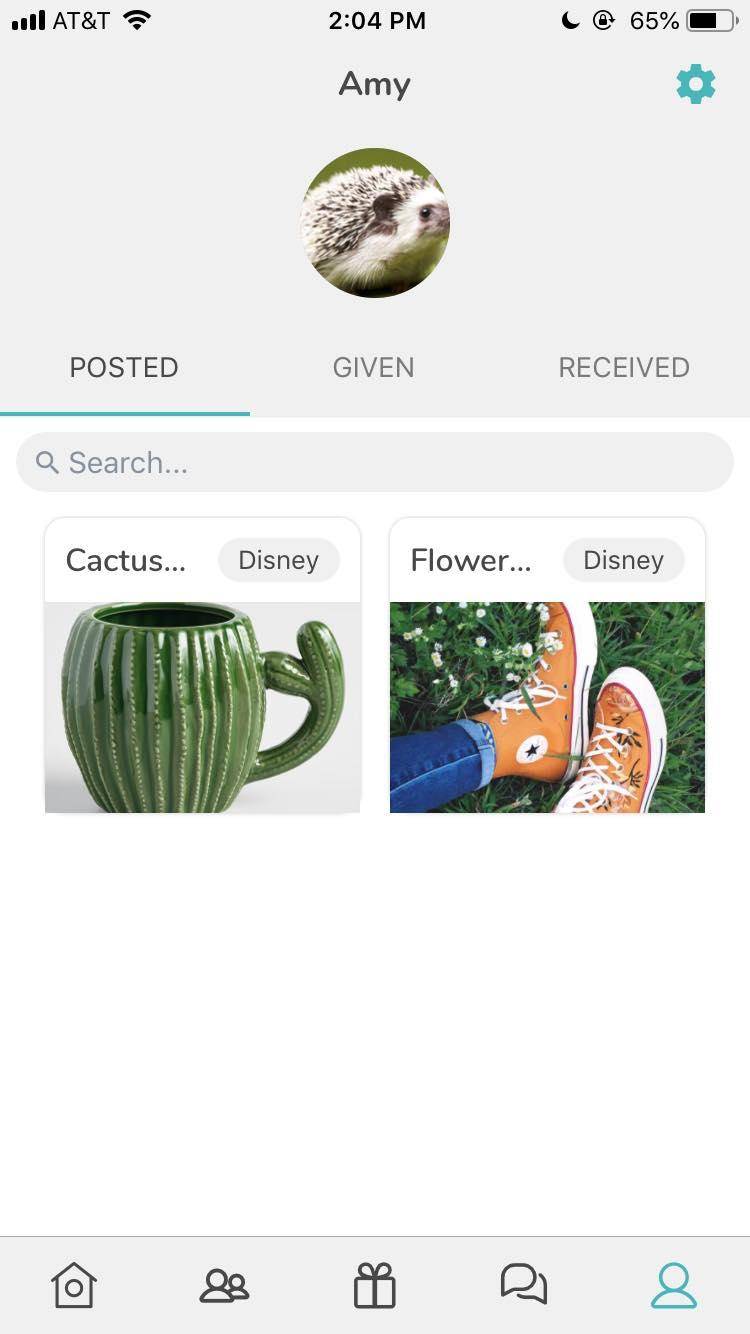 AT&T 2:04 PM 65%
Amy
POSTED GIVEN RECEIVED
Search...
Cactus... Disney Flower... Disney